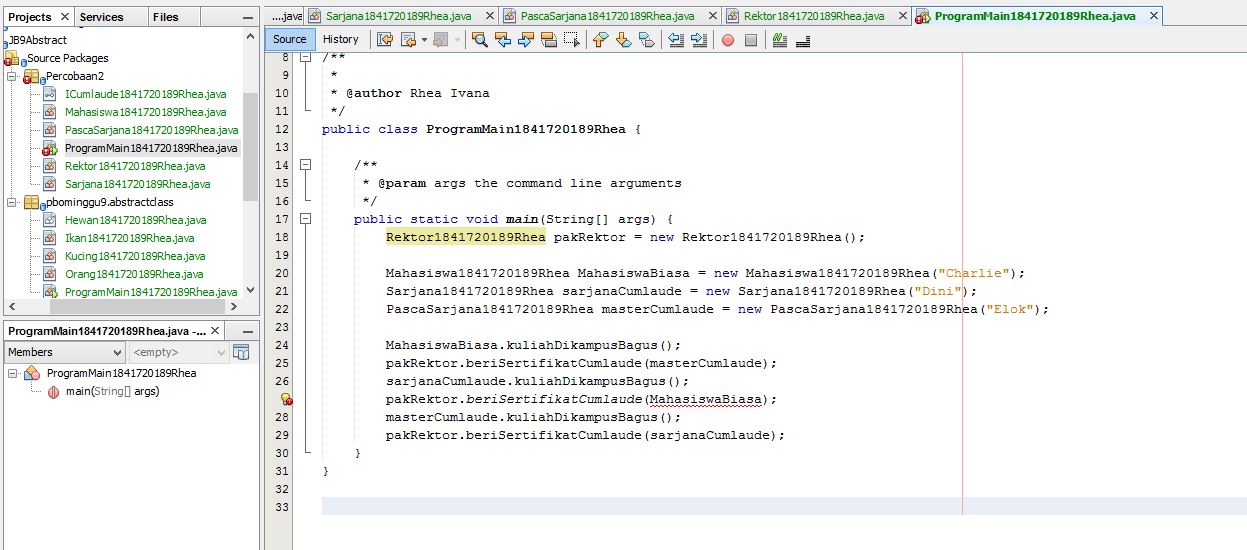 Projects
Services
Files
....java
Sarjana1841720189Rhea.java
PascaSarjana1841720189Rhea.java
Rektor1841720189Rhea.java
ProgramMain1841720189Rhea.java
JB9Abstract
Source Packages
Percobaan2
ICumlaude1841720189Rhea.java
Mahasiswa1841720189Rhea.java
PascaSarjana1841720189Rhea.java
ProgramMain1841720189Rhea.java
Rektor1841720189Rhea.java
Sarjana1841720189Rhea.java
pbominggu9.abstractclass
Hewan1841720189Rhea.java
Ikan1841720189Rhea.java
Kucing1841720189Rhea.java
Orang1841720189Rhea.java
ProgramMain1841720189Rhea.java
ProgramMain1841720189Rhea.java -...
Members
<empty>
ProgramMain1841720189Rhea
main(String[] args)
Source
History
8 /**
9 *
10 * @author Rhea Ivana
11 */
12 public class ProgramMain1841720189Rhea {
13
14 /**
15 * @param args the command line arguments
16 */
17 public static void main(String[] args) {
18 Rektor1841720189Rhea pakRektor = new Rektor1841720189Rhea();
19
20 Mahasiswa1841720189Rhea MahasiswaBiasa = new Mahasiswa1841720189Rhea("Charlie");
21 Sarjana1841720189Rhea sarjanaCumlaude = new Sarjana1841720189Rhea("Dini");
22 PascaSarjana1841720189Rhea masterCumlaude = new PascaSarjana1841720189Rhea("Elok");
23
24 MahasiswaBiasa.kuliahDikampusBagus();
25 pakRektor.beriSertifikatCumlaude(masterCumlaude);
26 sarjanaCumlaude.kuliahDikampusBagus();
pakRektor.beriSertifikatCumlaude(MahasiswaBiasa);
28 masterCumlaude.kuliahDikampusBagus();
29 pakRektor.beriSertifikatCumlaude(sarjanaCumlaude);
30 }
31 }
32
33